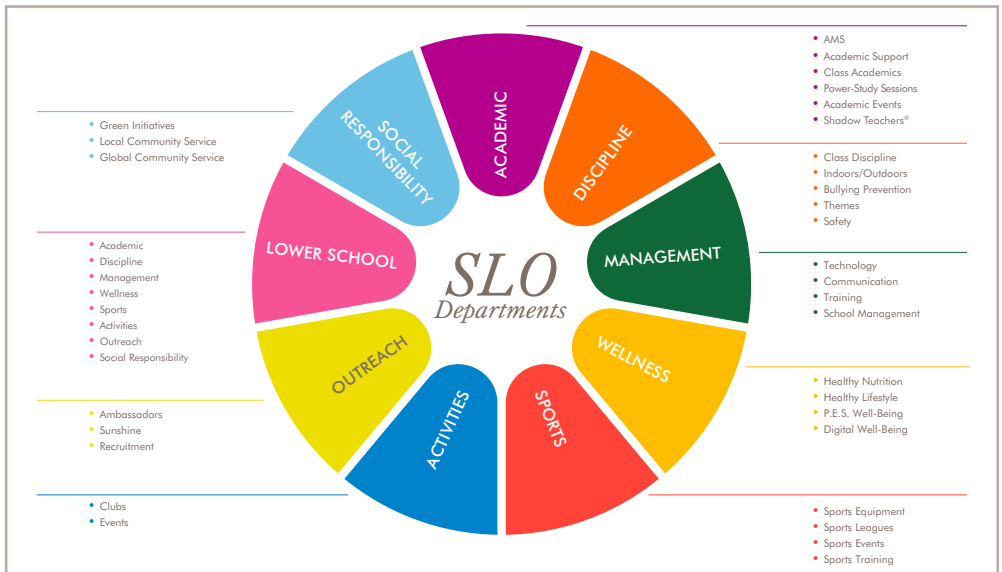 SLO
Departments
ACADEMIC
AMS
Academic Support
Class Academics
Power-Study Sessions
Academic Events
Shadow Teachers®
DISCIPLINE
Class Discipline
Indoors/Outdoors
Bullying Prevention
Themes
Safety
MANAGEMENT
Technology
Communication
Training
School Management
WELLNESS
Healthy Nutrition
Healthy Lifestyle
P.E.S. Well-Being
Digital Well-Being
SPORTS
Sports Equipment
Sports Leagues
Sports Events
Sports Training
ACTIVITIES
Clubs
Events
OUTREACH
Ambassadors
Sunshine
Recruitment
LOWER SCHOOL
Academic
Discipline
Management
Wellness
Sports
Activities
Outreach
Social Responsibility
SOCIAL
RESPONSIBILITY
Green Initiatives
Local Community Service
Global Community Service